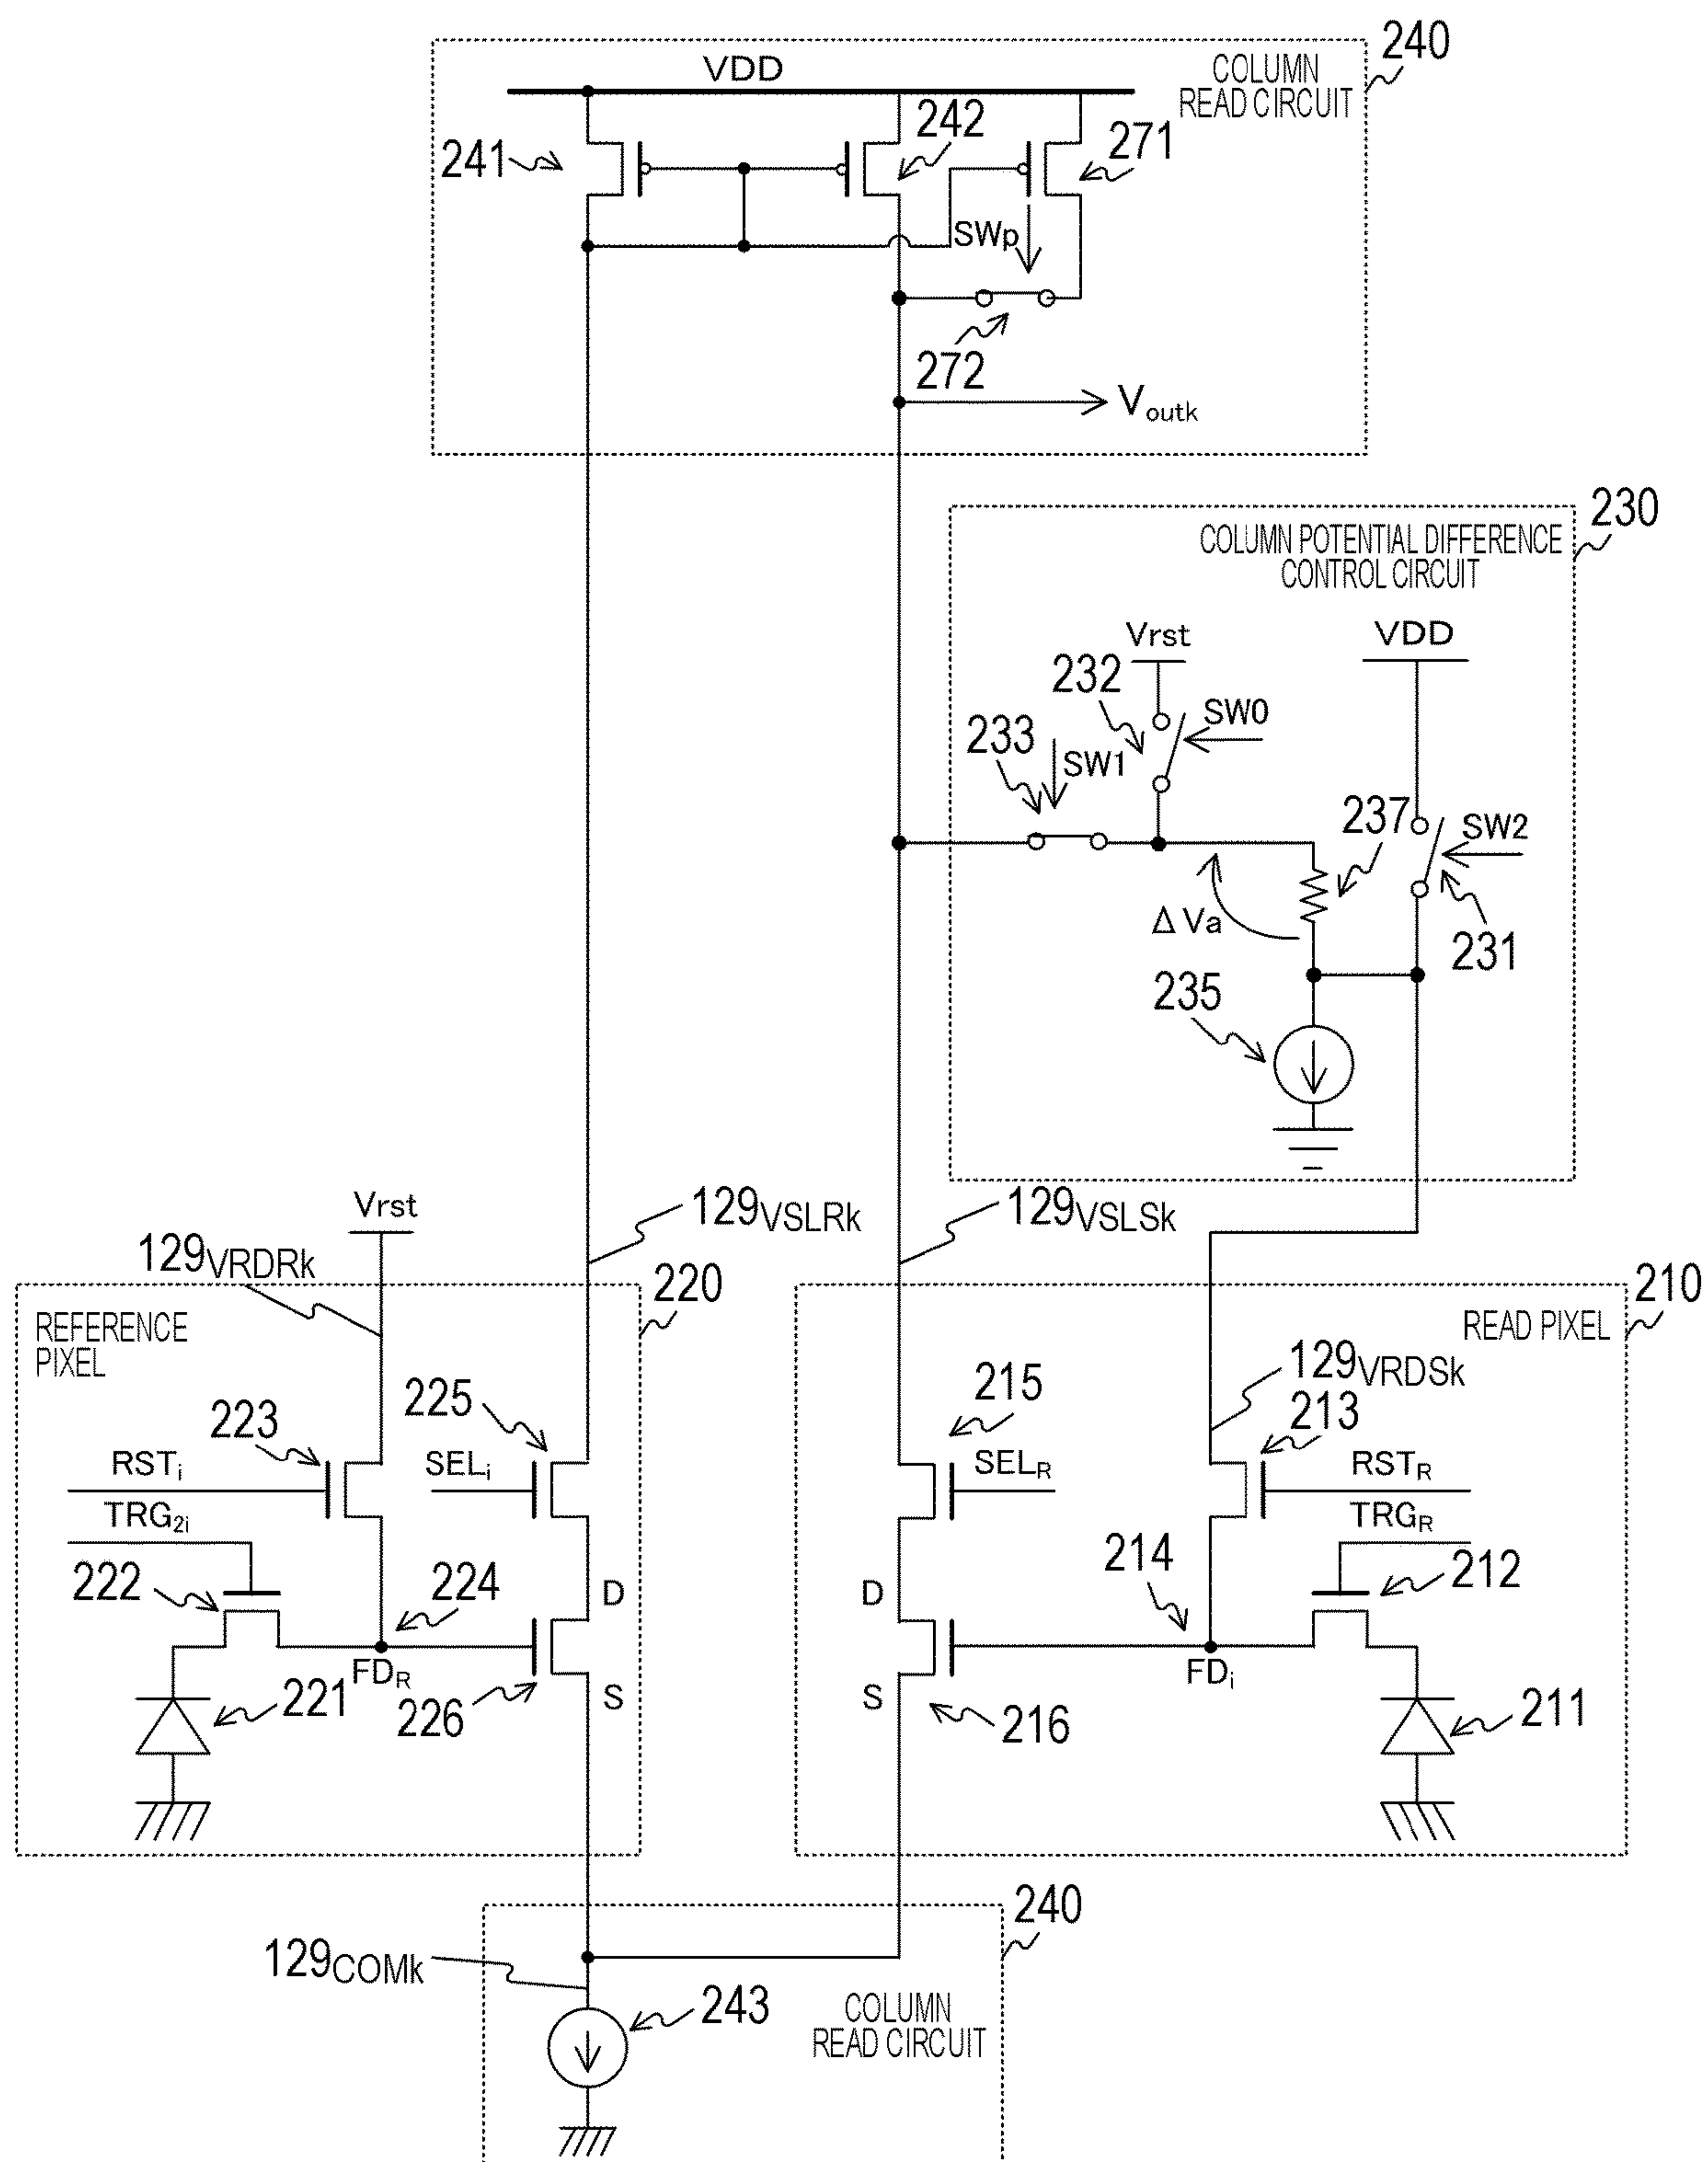 240
COLUMN
READ CIRCUIT
VDD
241
242
271
SWp
272
Voutk
230
COLUMN POTENTIAL DIFFERENCE
CONTROL CIRCUIT
Vrst
VDD
232
SW0
233
SW1
237
SW2
ΔVa
231
235
Vrst
129VRDRk
129VSLRk
129VSLSk
220
210
REFERENCE
PIXEL
READ PIXEL
129VRDSk
223
225
215
213
RSTi
SELi
SELR
RSTR
TRG2i
TRGR
222
224
D
D
214
212
FDR
FDi
221
226
S
S
216
211
240
129COMk
243
COLUMN
READ CIRCUIT